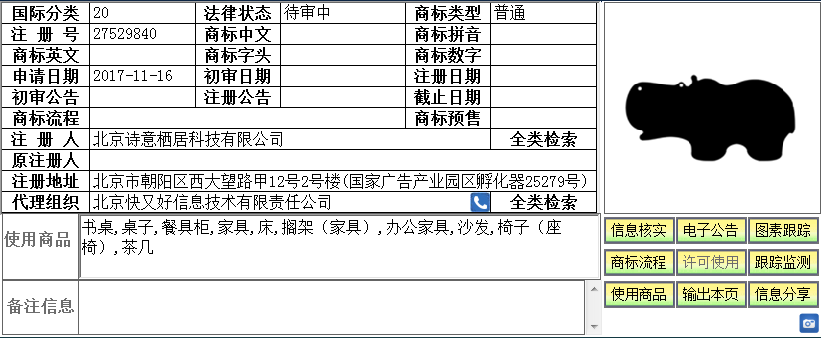 国际分类 20 法律状态 待审中 商标类型 普通
注 册 号 27529840 商标中文 商标拼音
商标英文 商标字头 商标数字
申请日期 2017-11-16 初审日期 注册日期
初审公告 注册公告 截止日期
商标流程 商标预售
注 册 人 北京诗意栖居科技有限公司 全类检索
原注册人
注册地址 北京市朝阳区西大望路甲12号2号楼(国家广告产业园区孵化器25279号)
代理组织 北京快又好信息技术有限责任公司 全类检索
使用商品 书桌,桌子,餐具柜,家具,床,搁架（家具）,办公家具,沙发,椅子（座
椅）,茶几
备注信息
信息核实 电子公告 图素跟踪
商标流程 许可使用 跟踪监测
使用商品 输出本页 信息分享